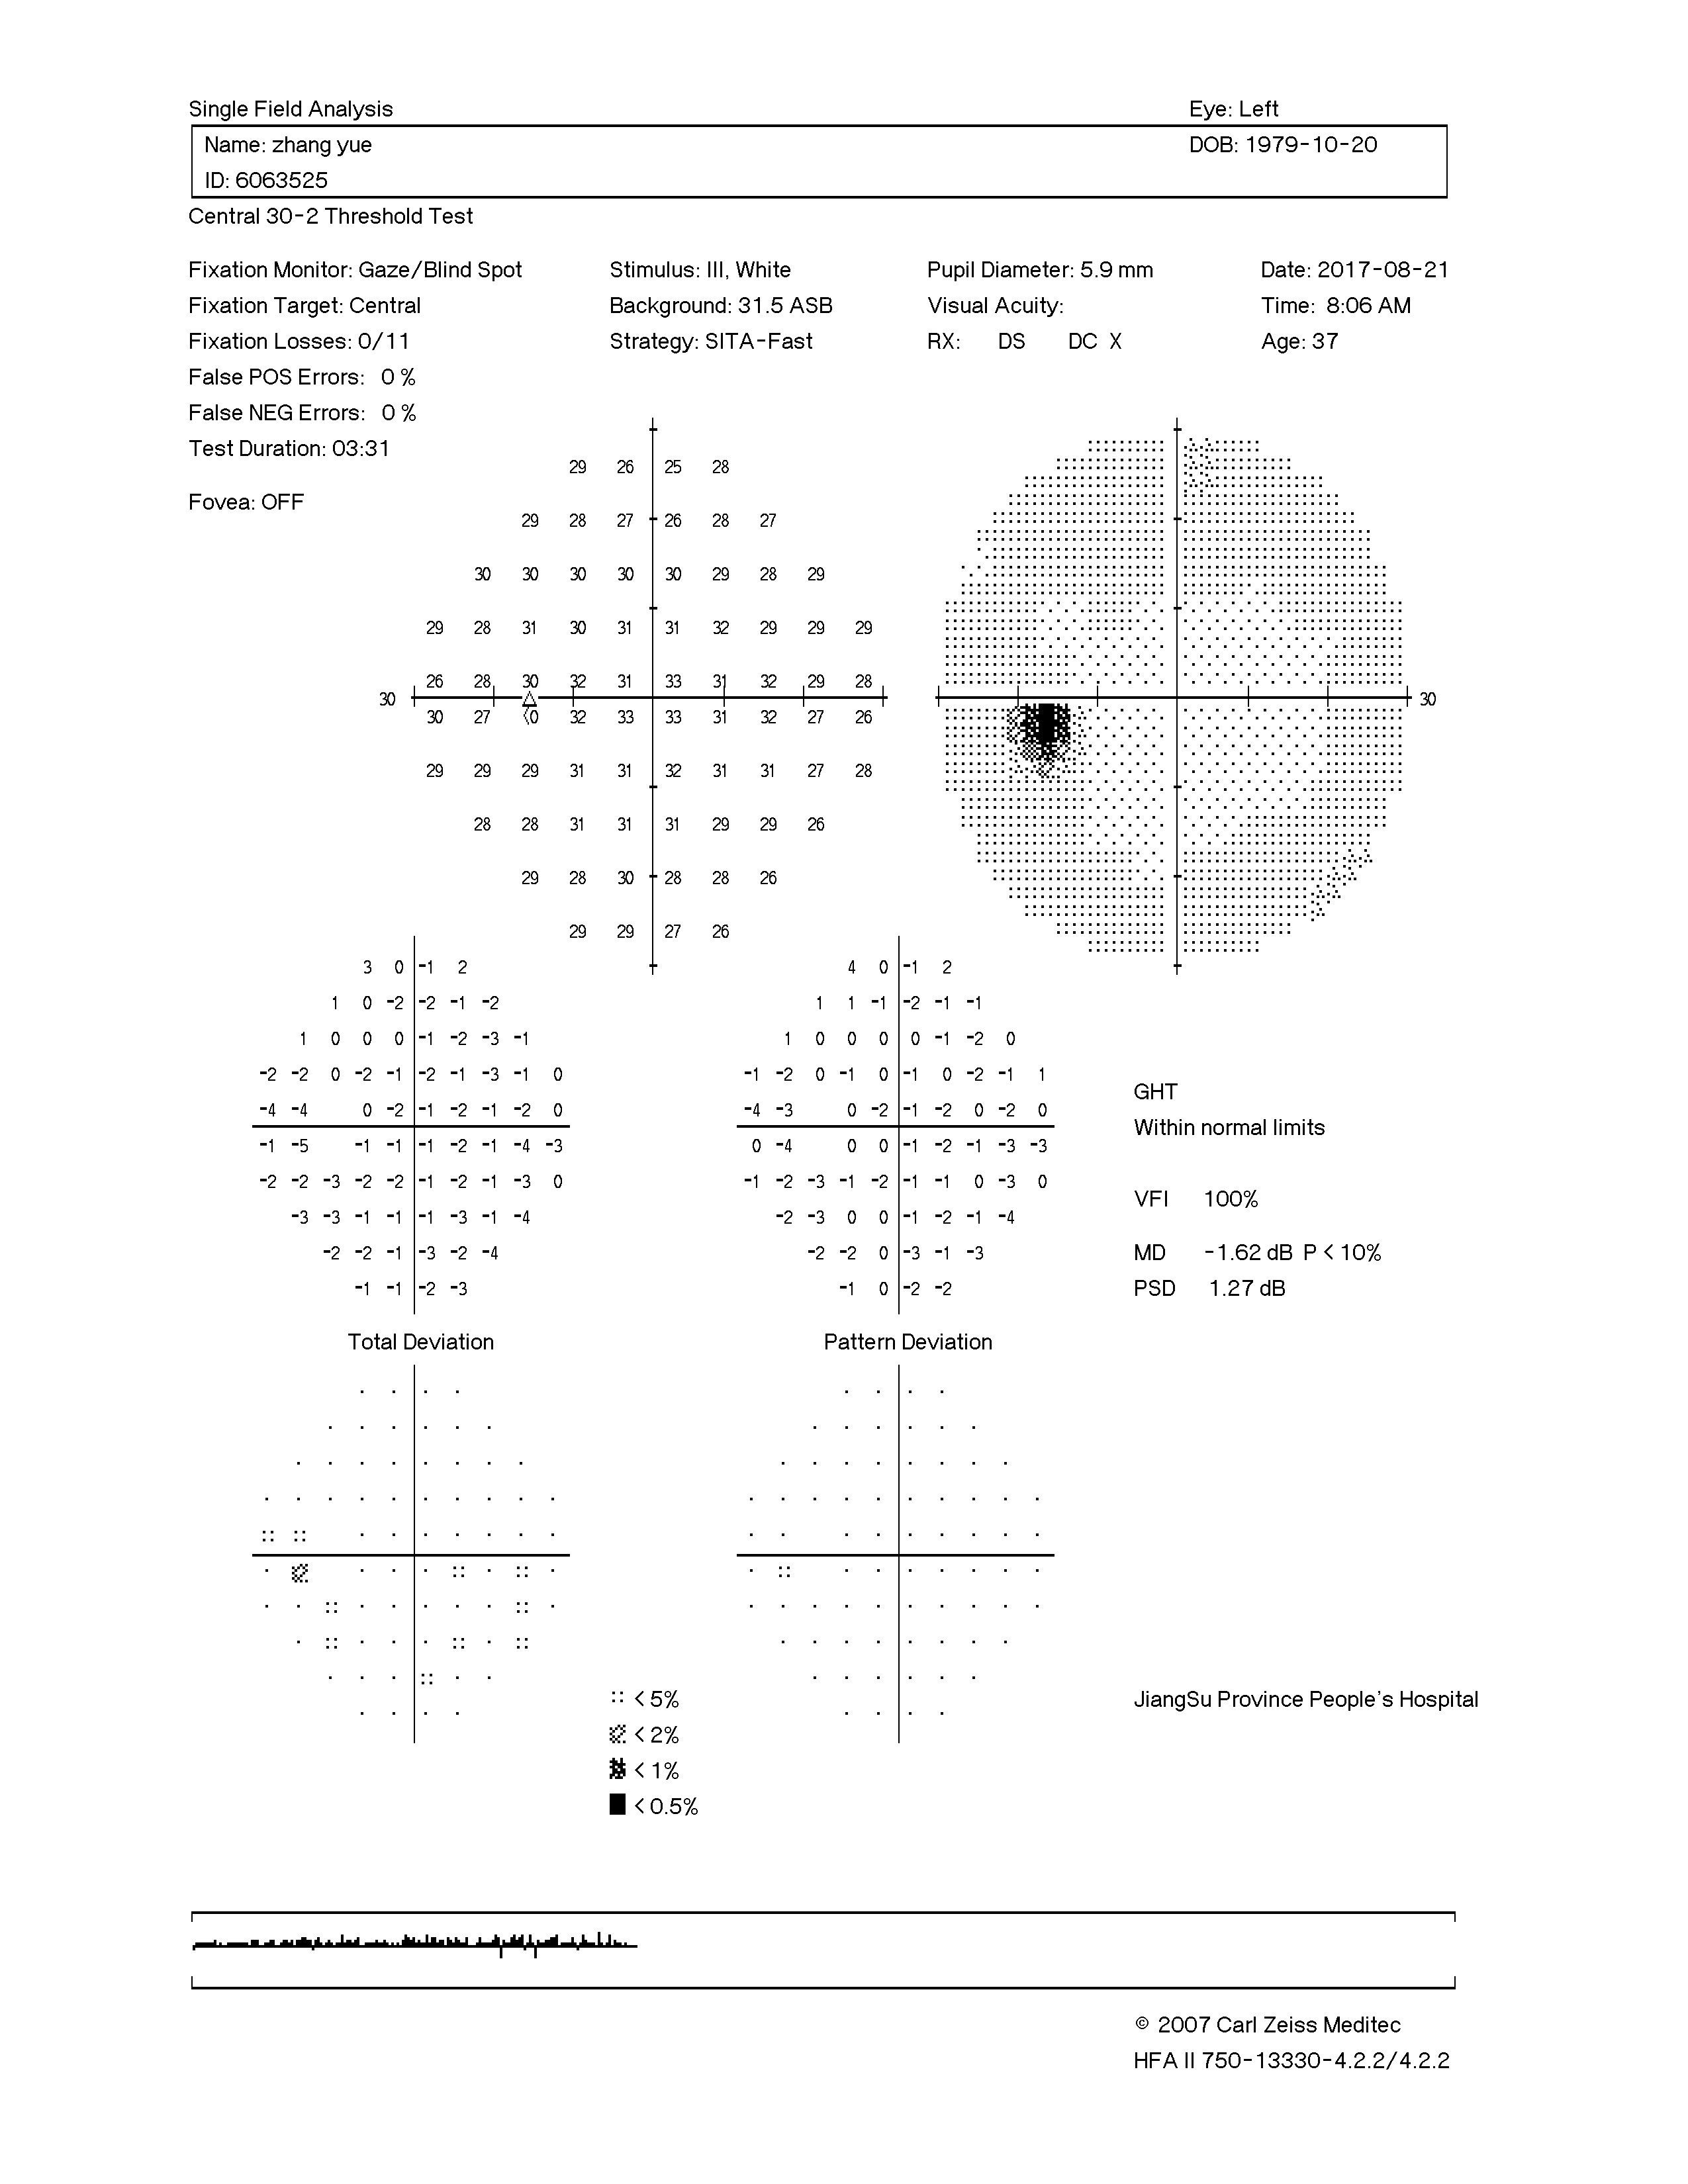 Single Field Analysis Eye: Left
Name: zhang yue DOB: 1979-10-20
ID: 6063525
Central 30-2 Threshold Test
Fixation Monitor: Gaze/Blind Spot Stimulus: III, White Pupil Diameter: 5.9 mm Date: 2017-08-21
Fixation Target: Central Background: 31.5 ASB Visual Acuity: Time: 8:06 AM
Fixation Losses: 0/11 Strategy: SITA-Fast RX: DS DC X Age: 37
False POS Errors: 0 %
False NEG Errors: 0 %
Test Duration: 03:31
Fovea: OFF
29 26 25 28
29 28 27 26 28 27
30 30 30 30 30 29 28 29
29 28 31 30 31 31 32 29 29 29
26 28 30 32 31 33 31 32 29 28
30 30
30 27 <0 32 33 33 31 32 27 26
29 29 29 31 31 32 31 31 27 28
28 28 31 31 31 29 29 26
29 28 30 28 28 26
29 29 27 26
3 0 -1 2
1 0 -2 -2 -1 -2
1 0 0 0 -1 -2 -3 -1
-2 -2 0 -2 -1 -2 -1 -3 -1 0
-4 -4 0 -2 -1 -2 -1 -2 0
-1 -5 -1 -1 -1 -2 -1 -4 -3
-2 -2 -3 -2 -2 -1 -2 -1 -3 0
-3 -3 -1 -1 -1 -3 -1 -4
-2 -2 -1 -3 -2 -4
-1 -1 -2 -3
Total Deviation
4 0 -1 2
1 1 -1 -2 -1 -1
1 0 0 0 0 -1 -2 0
-1 -2 0 -1 0 -1 0 -2 -1 1
-4 -3 0 -2 -1 -2 0 -2 0
0 -4 0 0 -1 -2 -1 -3 -3
-1 -2 -3 -1 -2 -1 -1 0 -3 0
-2 -3 0 0 -1 -2 -1 -4
-2 -2 0 -3 -1 -3
-1 0 -2 -2
Pattern Deviation
GHT
Within normal limits
VFI 100%
MD -1.62 dB P < 10%
PSD 1.27 dB
< 5%
< 2%
< 1%
< 0.5%
JiangSu Province People's Hospital
© 2007 Carl Zeiss Meditec
HFA II 750-13330-4.2.2/4.2.2